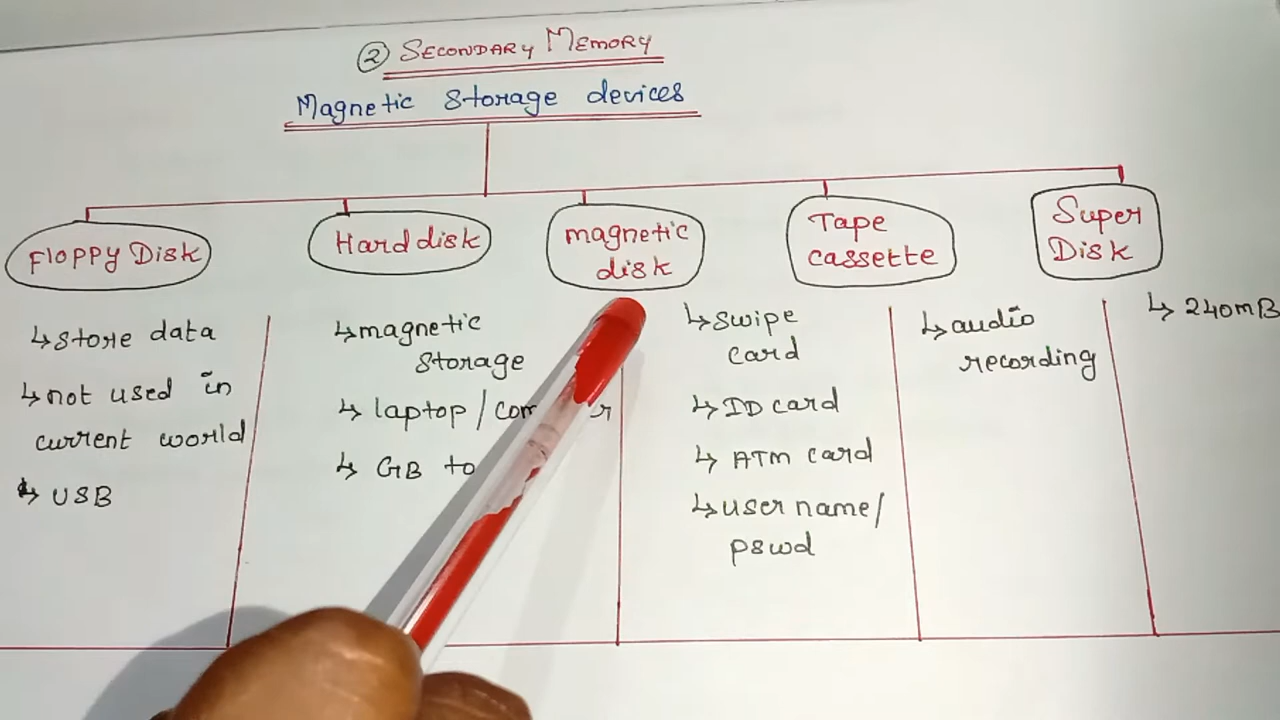 ② SECONDARY MEMORY
Magnetic Storage devices
Floppy Disk
↳ store data
↳ not used in
current world
↳ USB
Hard disk
↳ magnetic
storage
↳ laptop /
↳ GB to
magnetic
disk
↳ swipe
card
↳ ID card
↳ ATM card
↳ user name/
pswd
Tape
cassette
↳ audio
recording
Super
Disk
↳ 240MB